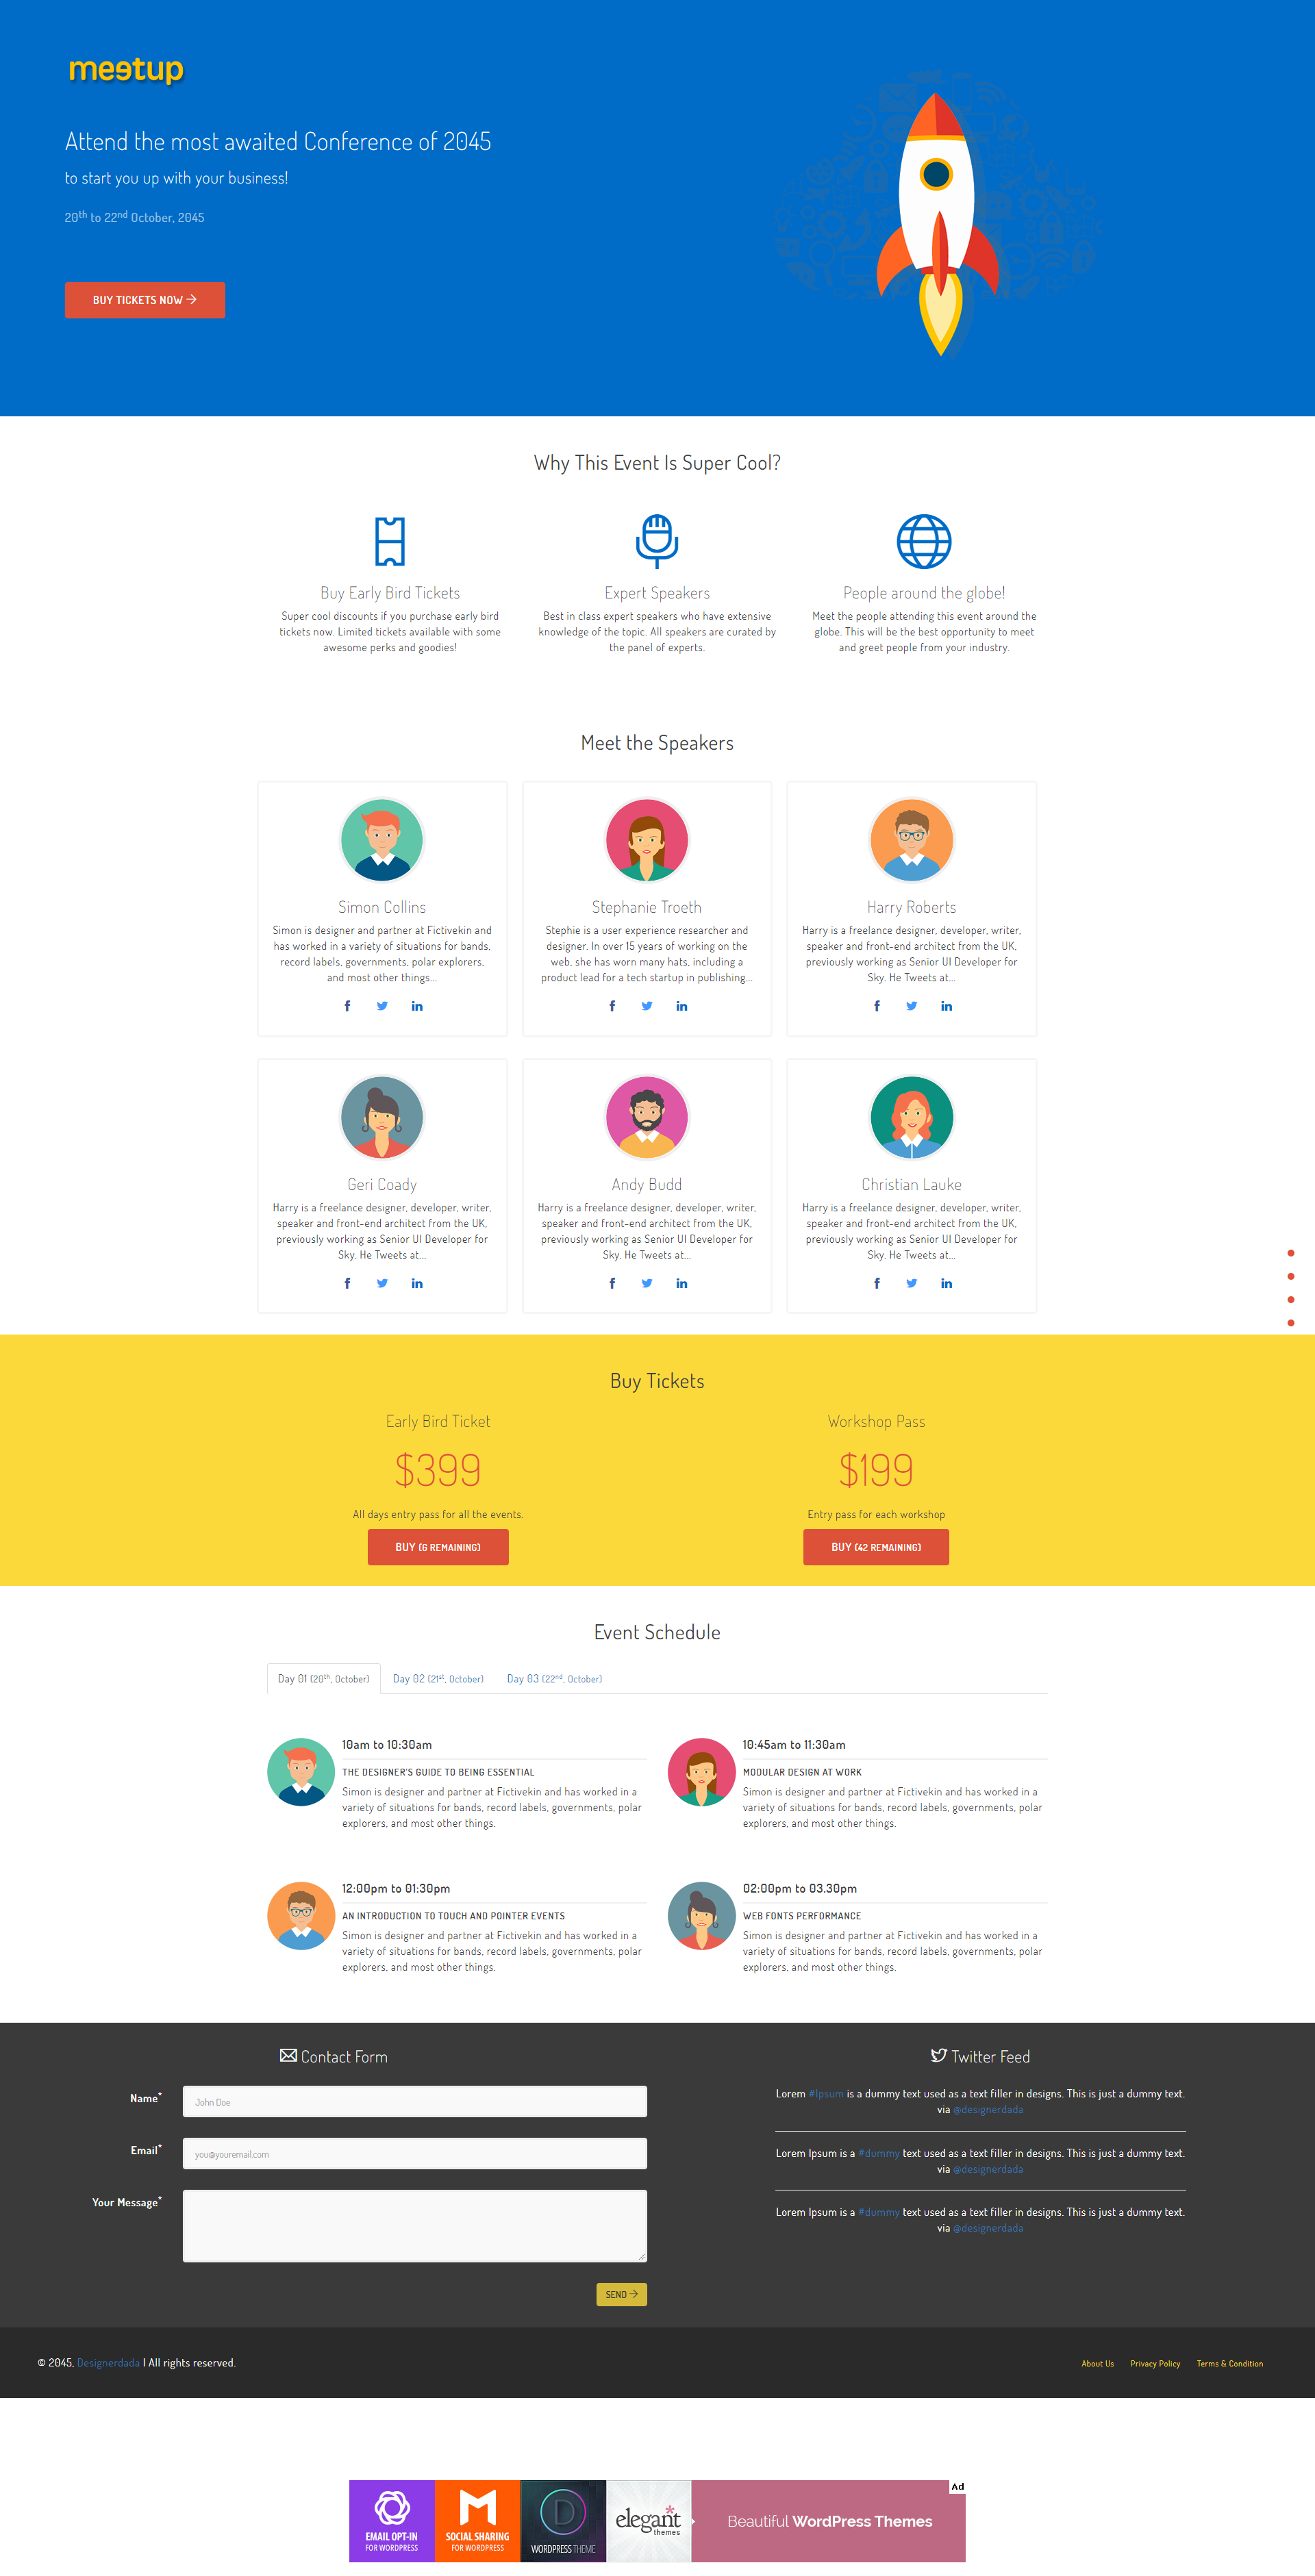 meetup
Attend the most awaited Conference of 2045
to start you up with your business!
20th to 22nd October, 2045
BUY TICKETS NOW →
Why This Event Is Super Cool?
Buy Early Bird Tickets
Super cool discounts if you purchase early bird
tickets now. Limited tickets available with some
awesome perks and goodies!
Expert Speakers
Best in class expert speakers who have extensive
knowledge of the topic. All speakers are curated by
the panel of experts.
People around the globe!
Meet the people attending this event around the
globe. This will be the best opportunity to meet
and greet people from your industry.
Meet the Speakers
Simon Collins
Simon is designer and partner at Fictivekin and
has worked in a variety of situations for bands,
record labels, governments, polar explorers,
and most other things...
Stephanie Troeth
Stephie is a user experience researcher and
designer. In over 15 years of working on the
web, she has worn many hats, including a
product lead for a tech startup in publishing...
Harry Roberts
Harry is a freelance designer, developer, writer,
speaker and front-end architect from the UK,
previously working as Senior UI Developer for
Sky. He Tweets at...
Geri Coady
Harry is a freelance designer, developer, writer,
speaker and front-end architect from the UK,
previously working as Senior UI Developer for
Sky. He Tweets at...
Andy Budd
Harry is a freelance designer, developer, writer,
speaker and front-end architect from the UK,
previously working as Senior UI Developer for
Sky. He Tweets at...
Christian Lauke
Harry is a freelance designer, developer, writer,
speaker and front-end architect from the UK,
previously working as Senior UI Developer for
Sky. He Tweets at...
Buy Tickets
Early Bird Ticket
$399
All days entry pass for all the events.
BUY (6 REMAINING)
Workshop Pass
$199
Entry pass for each workshop
BUY (42 REMAINING)
Event Schedule
Day 01 (20th, October) Day 02 (21st, October) Day 03 (22nd, October)
10am to 10:30am
THE DESIGNER'S GUIDE TO BEING ESSENTIAL
Simon is designer and partner at Fictivekin and has worked in a
variety of situations for bands, record labels, governments, polar
explorers, and most other things.
10:45am to 11:30am
MODULAR DESIGN AT WORK
Simon is designer and partner at Fictivekin and has worked in a
variety of situations for bands, record labels, governments, polar
explorers, and most other things.
12:00pm to 01:30pm
AN INTRODUCTION TO TOUCH AND POINTER EVENTS
Simon is designer and partner at Fictivekin and has worked in a
variety of situations for bands, record labels, governments, polar
explorers, and most other things.
02:00pm to 03.30pm
WEB FONTS PERFORMANCE
Simon is designer and partner at Fictivekin and has worked in a
variety of situations for bands, record labels, governments, polar
explorers, and most other things.
Contact Form
Name*
John Doe
Email*
you@youremail.com
Your Message*
SEND →
Twitter Feed
Lorem #Ipsum is a dummy text used as a text filler in designs. This is just a dummy text.
via @designerdada
Lorem Ipsum is a #dummy text used as a text filler in designs. This is just a dummy text.
via @designerdada
Lorem Ipsum is a #dummy text used as a text filler in designs. This is just a dummy text.
via @designerdada
© 2045, Designerdada | All rights reserved.
About Us Privacy Policy Terms & Condition
EMAIL OPT-IN
FOR WORDPRESS
SOCIAL SHARING
FOR WORDPRESS
D
WORDPRESS THEME
elegant
themes
Beautiful WordPress Themes
Ad